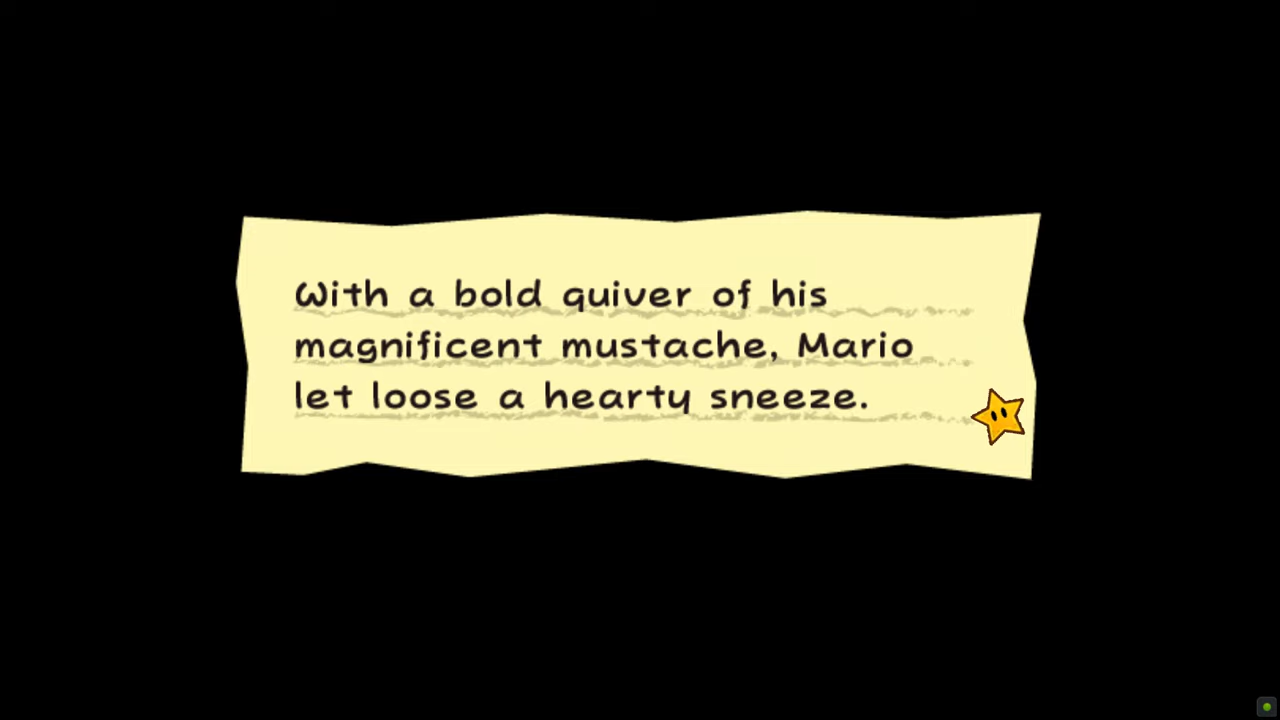 With a bold quiver of his
magnificent mustache, Mario
let loose a hearty sneeze.